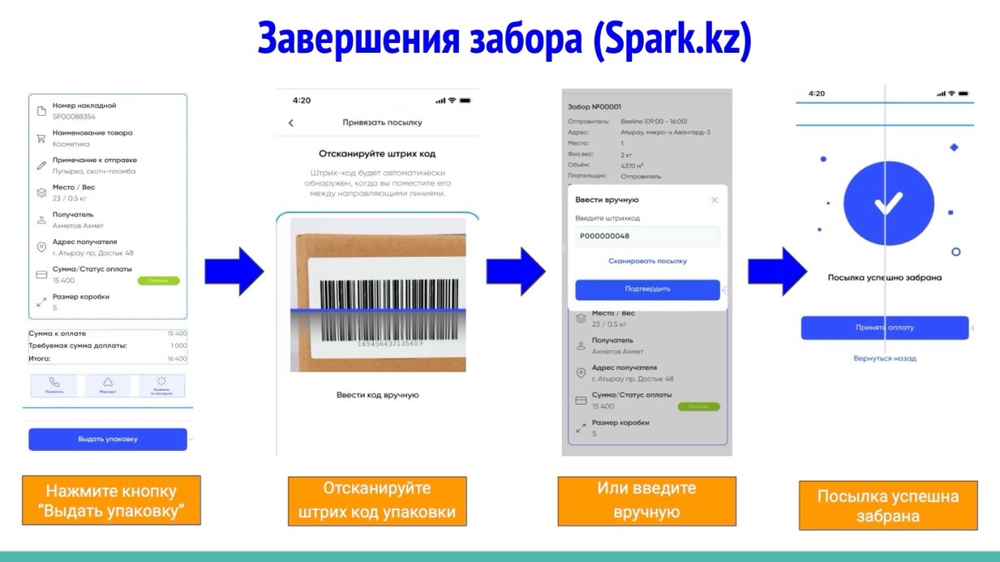 Завершения забора (Spark.kz)
Номер накладной
SP00088354
Наименование товара
Косметика
Примечание к отправке
Пупырка, скотч-пломба
Место / Вес
23 / 0.5 кг
Получатель
Ахметов Ахмет
Адрес получателя
г. Атырау пр. Достык 48
Сумма/Статус оплаты
15 400
Размер коробки
S
Сумма к оплате 15 400
Требуемая сумма доплаты: 1 000
Итого: 16 400
Позвонить Маршрут Проблемы
по накладной
Выдать упаковку
Нажмите кнопку
“Выдать упаковку”
4:20
Привязать посылку
Отсканируйте штрих код
Штрих-код будет автоматически
обнаружен, когда вы поместите его
между направляющими линиями.
165456432135659
Ввести код вручную
Отсканируйте
штрих код упаковки
Забор №00001
Отправитель: Beeline (09:00 - 16:00)
Адрес: Атырау, микро-н Авангард-3
Место: 1
Физ.вес: 2 кг
Объём: 4370 м³
Плательщик: Отправитель
Ввести вручную
Введите штрихкод
P000000048
Сканировать посылку
Подтвердить
Место / Вес
23 / 0.5 кг
Получатель
Ахметов Ахмет
Адрес получателя
г. Атырау пр. Достык 48
Сумма/Статус оплаты
15 400
Размер коробки
S
Или введите
вручную
4:20
Посылка успешно забрана
Принять оплату
Вернуться назад
Посылка успешна
забрана